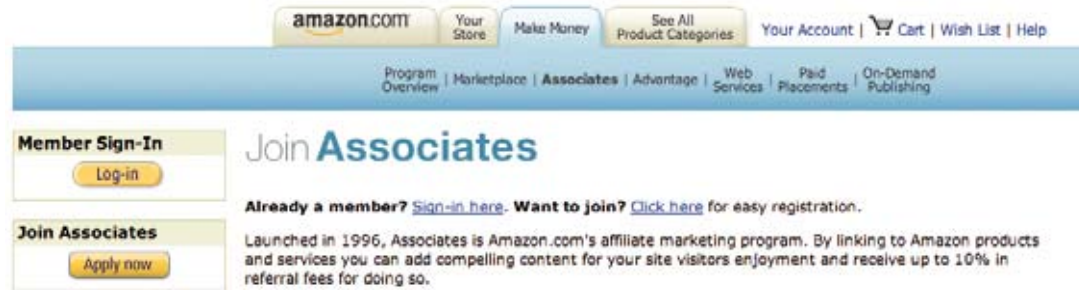 amazon.com
Your Store
Make Money
See All Product Categories
Your Account | Cart | Wish List | Help
Program Overview | Marketplace | Associates | Advantage | Web Services | Paid Placements | On-Demand Publishing
Member Sign-In
Log-in
Join Associates
Apply now
Join Associates
Already a member? Sign-in here. Want to join? Click here for easy registration.
Launched in 1996, Associates is Amazon.com's affiliate marketing program. By linking to Amazon products
and services you can add compelling content for your site visitors enjoyment and receive up to 10% in
referral fees for doing so.